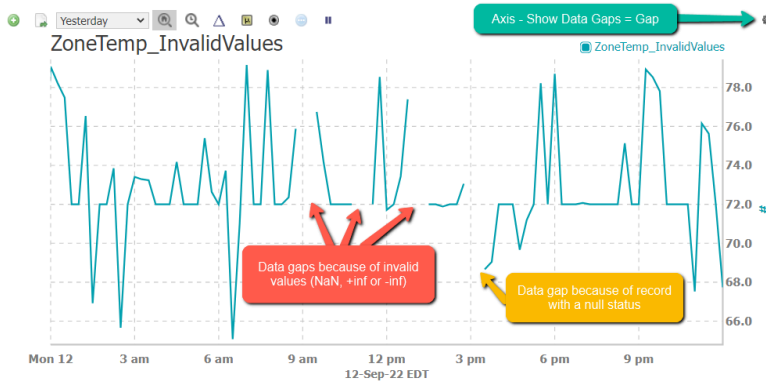 Yesterday
Axis - Show Data Gaps = Gap
ZoneTemp_InvalidValues
ZoneTemp_InvalidValues
78.0
76.0
74.0
72.0
#
70.0
68.0
66.0
Data gaps because of invalid
values (NaN, +inf or -inf)
Data gap because of record
with a null status
Mon 12
3 am
6 am
9 am
12 pm
3 pm
6 pm
9 pm
12-Sep-22 EDT